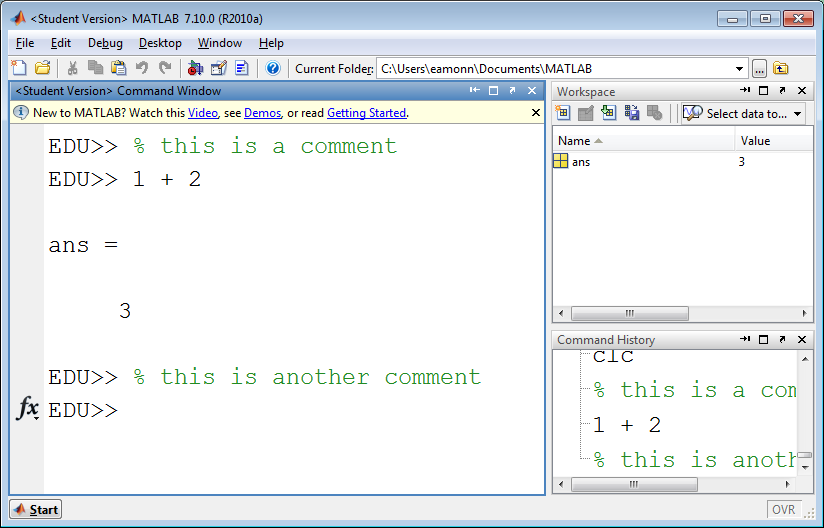 <Student Version> MATLAB 7.10.0 (R2010a)
File Edit Debug Desktop Window Help
Current Folder: C:\Users\eamonn\Documents\MATLAB ...
<Student Version> Command Window
New to MATLAB? Watch this Video, see Demos, or read Getting Started.
EDU>> % this is a comment
EDU>> 1 + 2
ans =
3
EDU>> % this is another comment
fx EDU>>
Workspace
Select data to...
Name Value
ans 3
Command History
clc
% this is a com
1 + 2
% this is anoth
Start
OVR